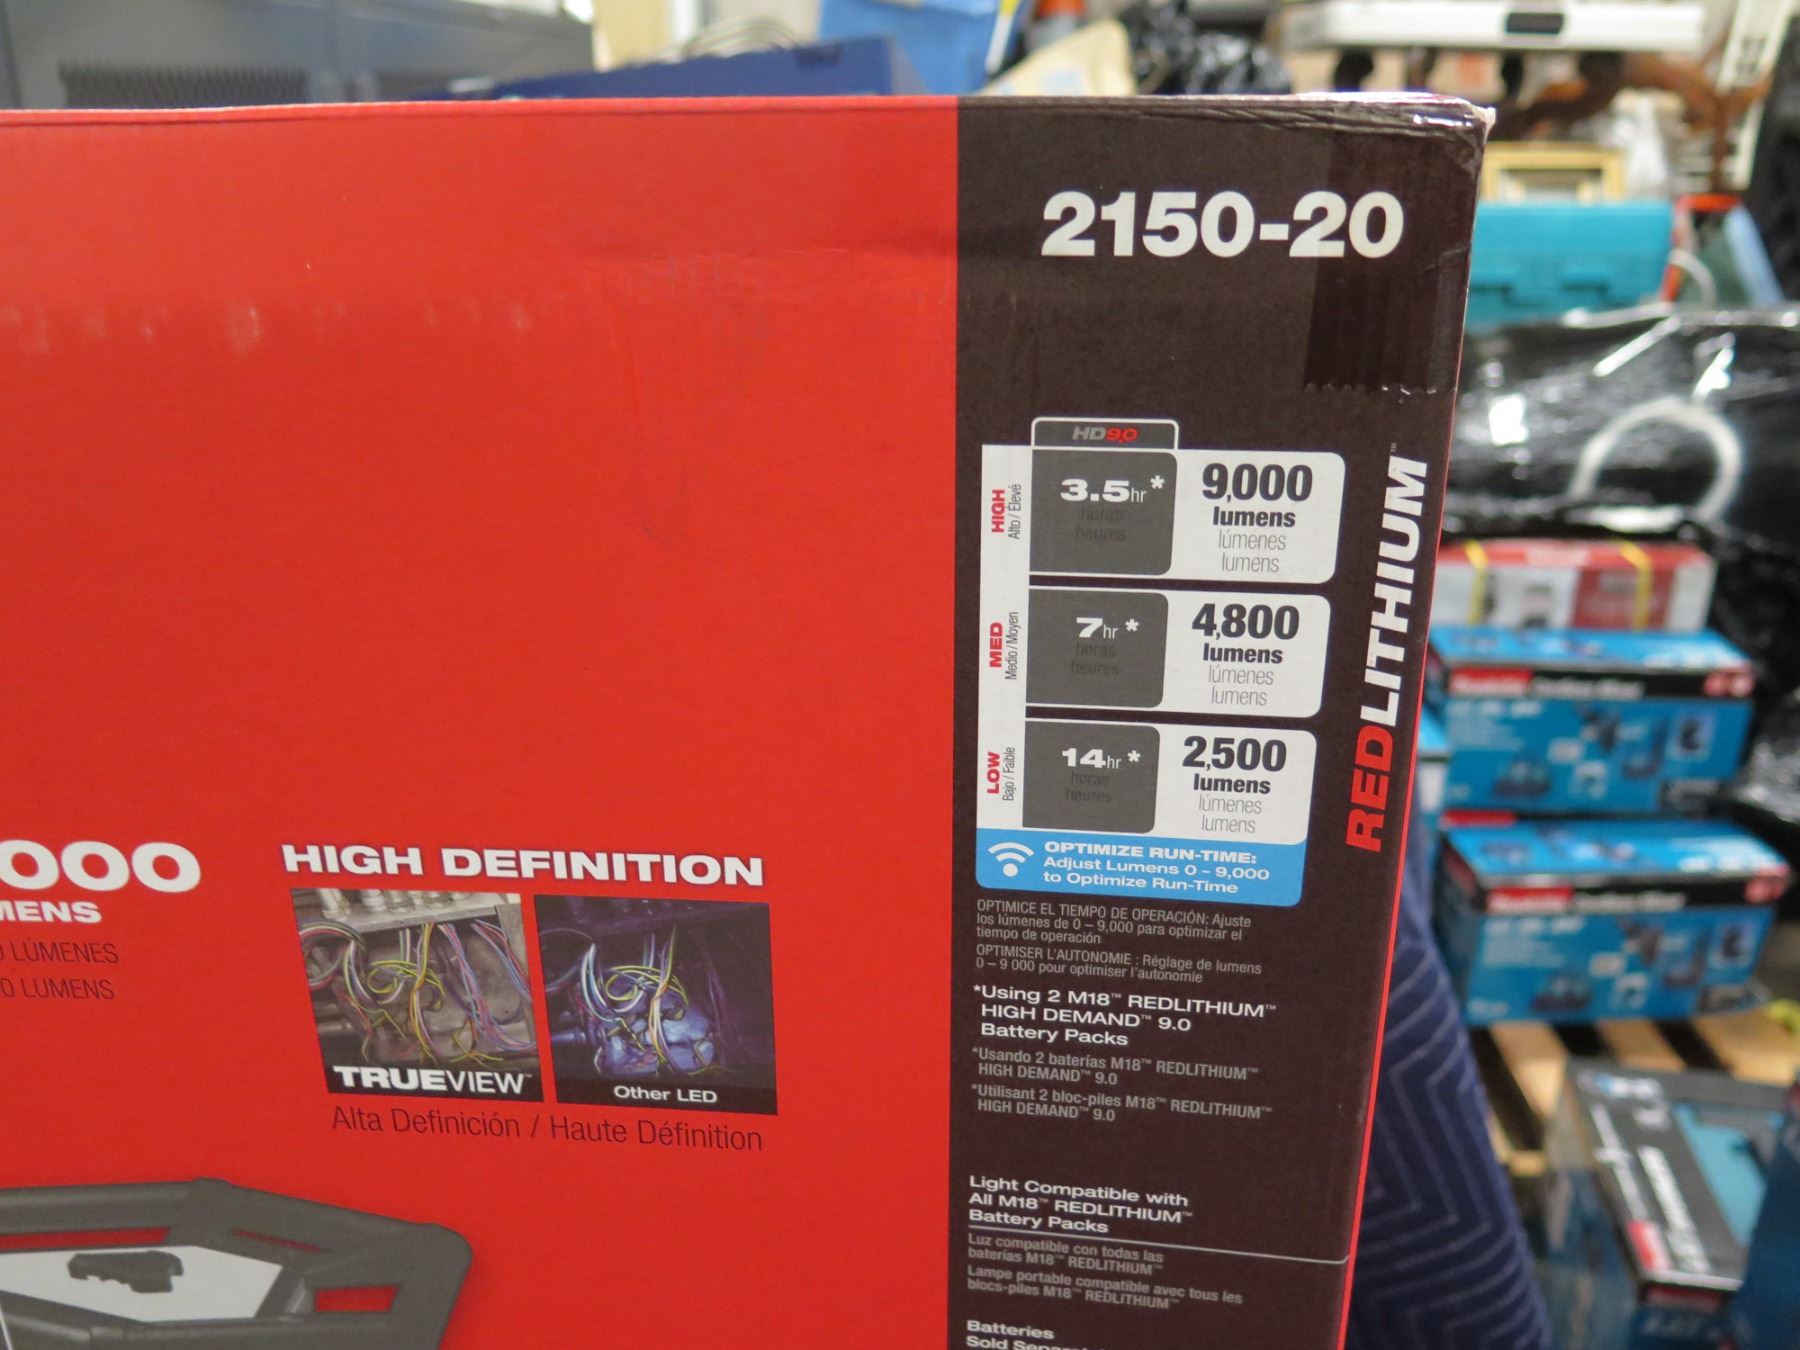 2150-20
HD9.0
HIGH
Alto / Elevé
3.5hr*
horas
heures
9,000
lumens
lúmenes
lumens
MED
Medio / Moyen
7hr*
horas
heures
4,800
lumens
lúmenes
lumens
LOW
Bajo / Faible
14hr*
horas
heures
2,500
lumens
lúmenes
lumens
REDLITHIUM™
OPTIMIZE RUN-TIME:
Adjust Lumens 0 – 9,000
to Optimize Run-Time
OPTIMICE EL TIEMPO DE OPERACIÓN: Ajuste
los lúmenes de 0 – 9,000 para optimizar el
tiempo de operación
OPTIMISER L'AUTONOMIE : Réglage de lumens
0 – 9 000 pour optimiser l'autonomie
*Using 2 M18™ REDLITHIUM™
HIGH DEMAND™ 9.0
Battery Packs
*Usando 2 baterías M18™ REDLITHIUM™
HIGH DEMAND™ 9.0
*Utilisant 2 bloc-piles M18™ REDLITHIUM™
HIGH DEMAND™ 9.0
Light Compatible with
All M18™ REDLITHIUM™
Battery Packs
Luz compatible con todas las
baterías M18™ REDLITHIUM™
Lampe portable compatible avec tous les
blocs-piles M18™ REDLITHIUM™
Batteries
Sold
000
MENS
LÚMENES
0 LUMENS
HIGH DEFINITION
TRUEVIEW™
Other LED
Alta Definición / Haute Définition